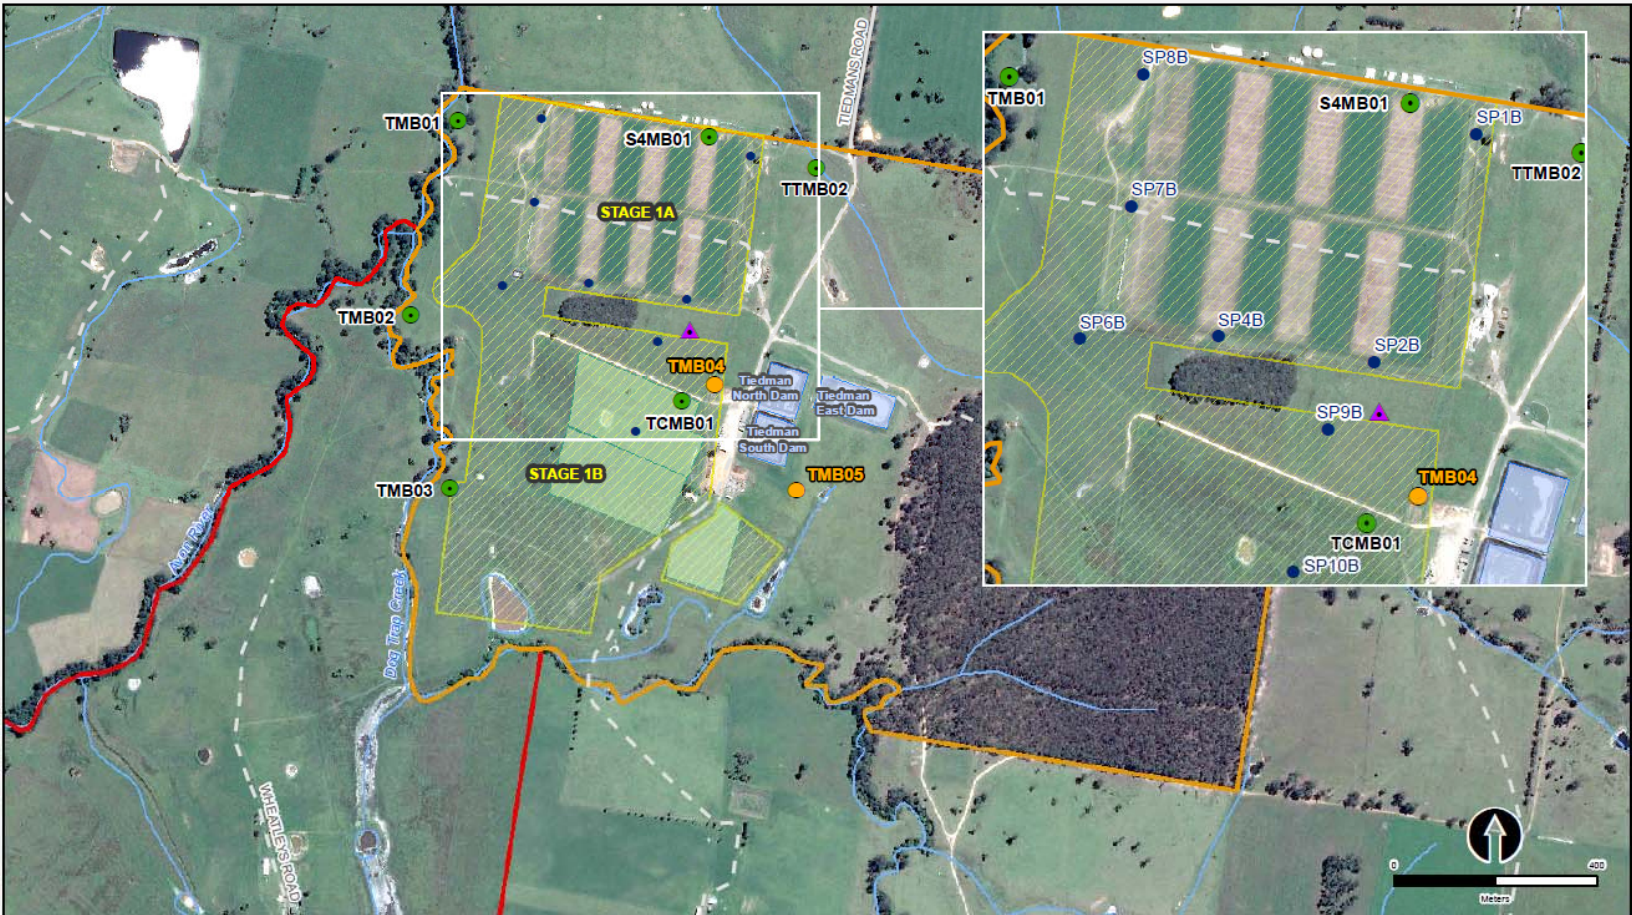 TIEDMANS ROAD
TMB01
S4MB01
TTMB02
STAGE 1A
TMB02
TMB04
Tiedman
North Dam
Tiedman
East Dam
TCMB01
Tiedman
South Dam
STAGE 1B
TMB03
TMB05
Avon River
Dog Trap Creek
WHEATLEYS ROAD
SP8B
TMB01
S4MB01
SP1B
TTMB02
SP7B
SP6B
SP4B
SP2B
SP9B
TMB04
TCMB01
SP10B
0
400
Meters